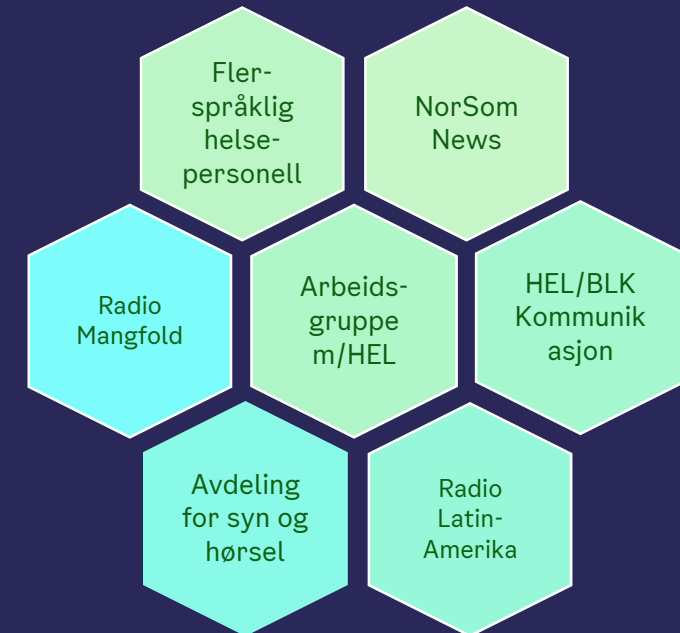 Fler-
språklig
helse-
personell
NorSom
News
Radio
Mangfold
Arbeids-
gruppe
m/HEL
HEL/BLK
Kommunik
asjon
Avdeling
for syn og
hørsel
Radio
Latin-
Amerika